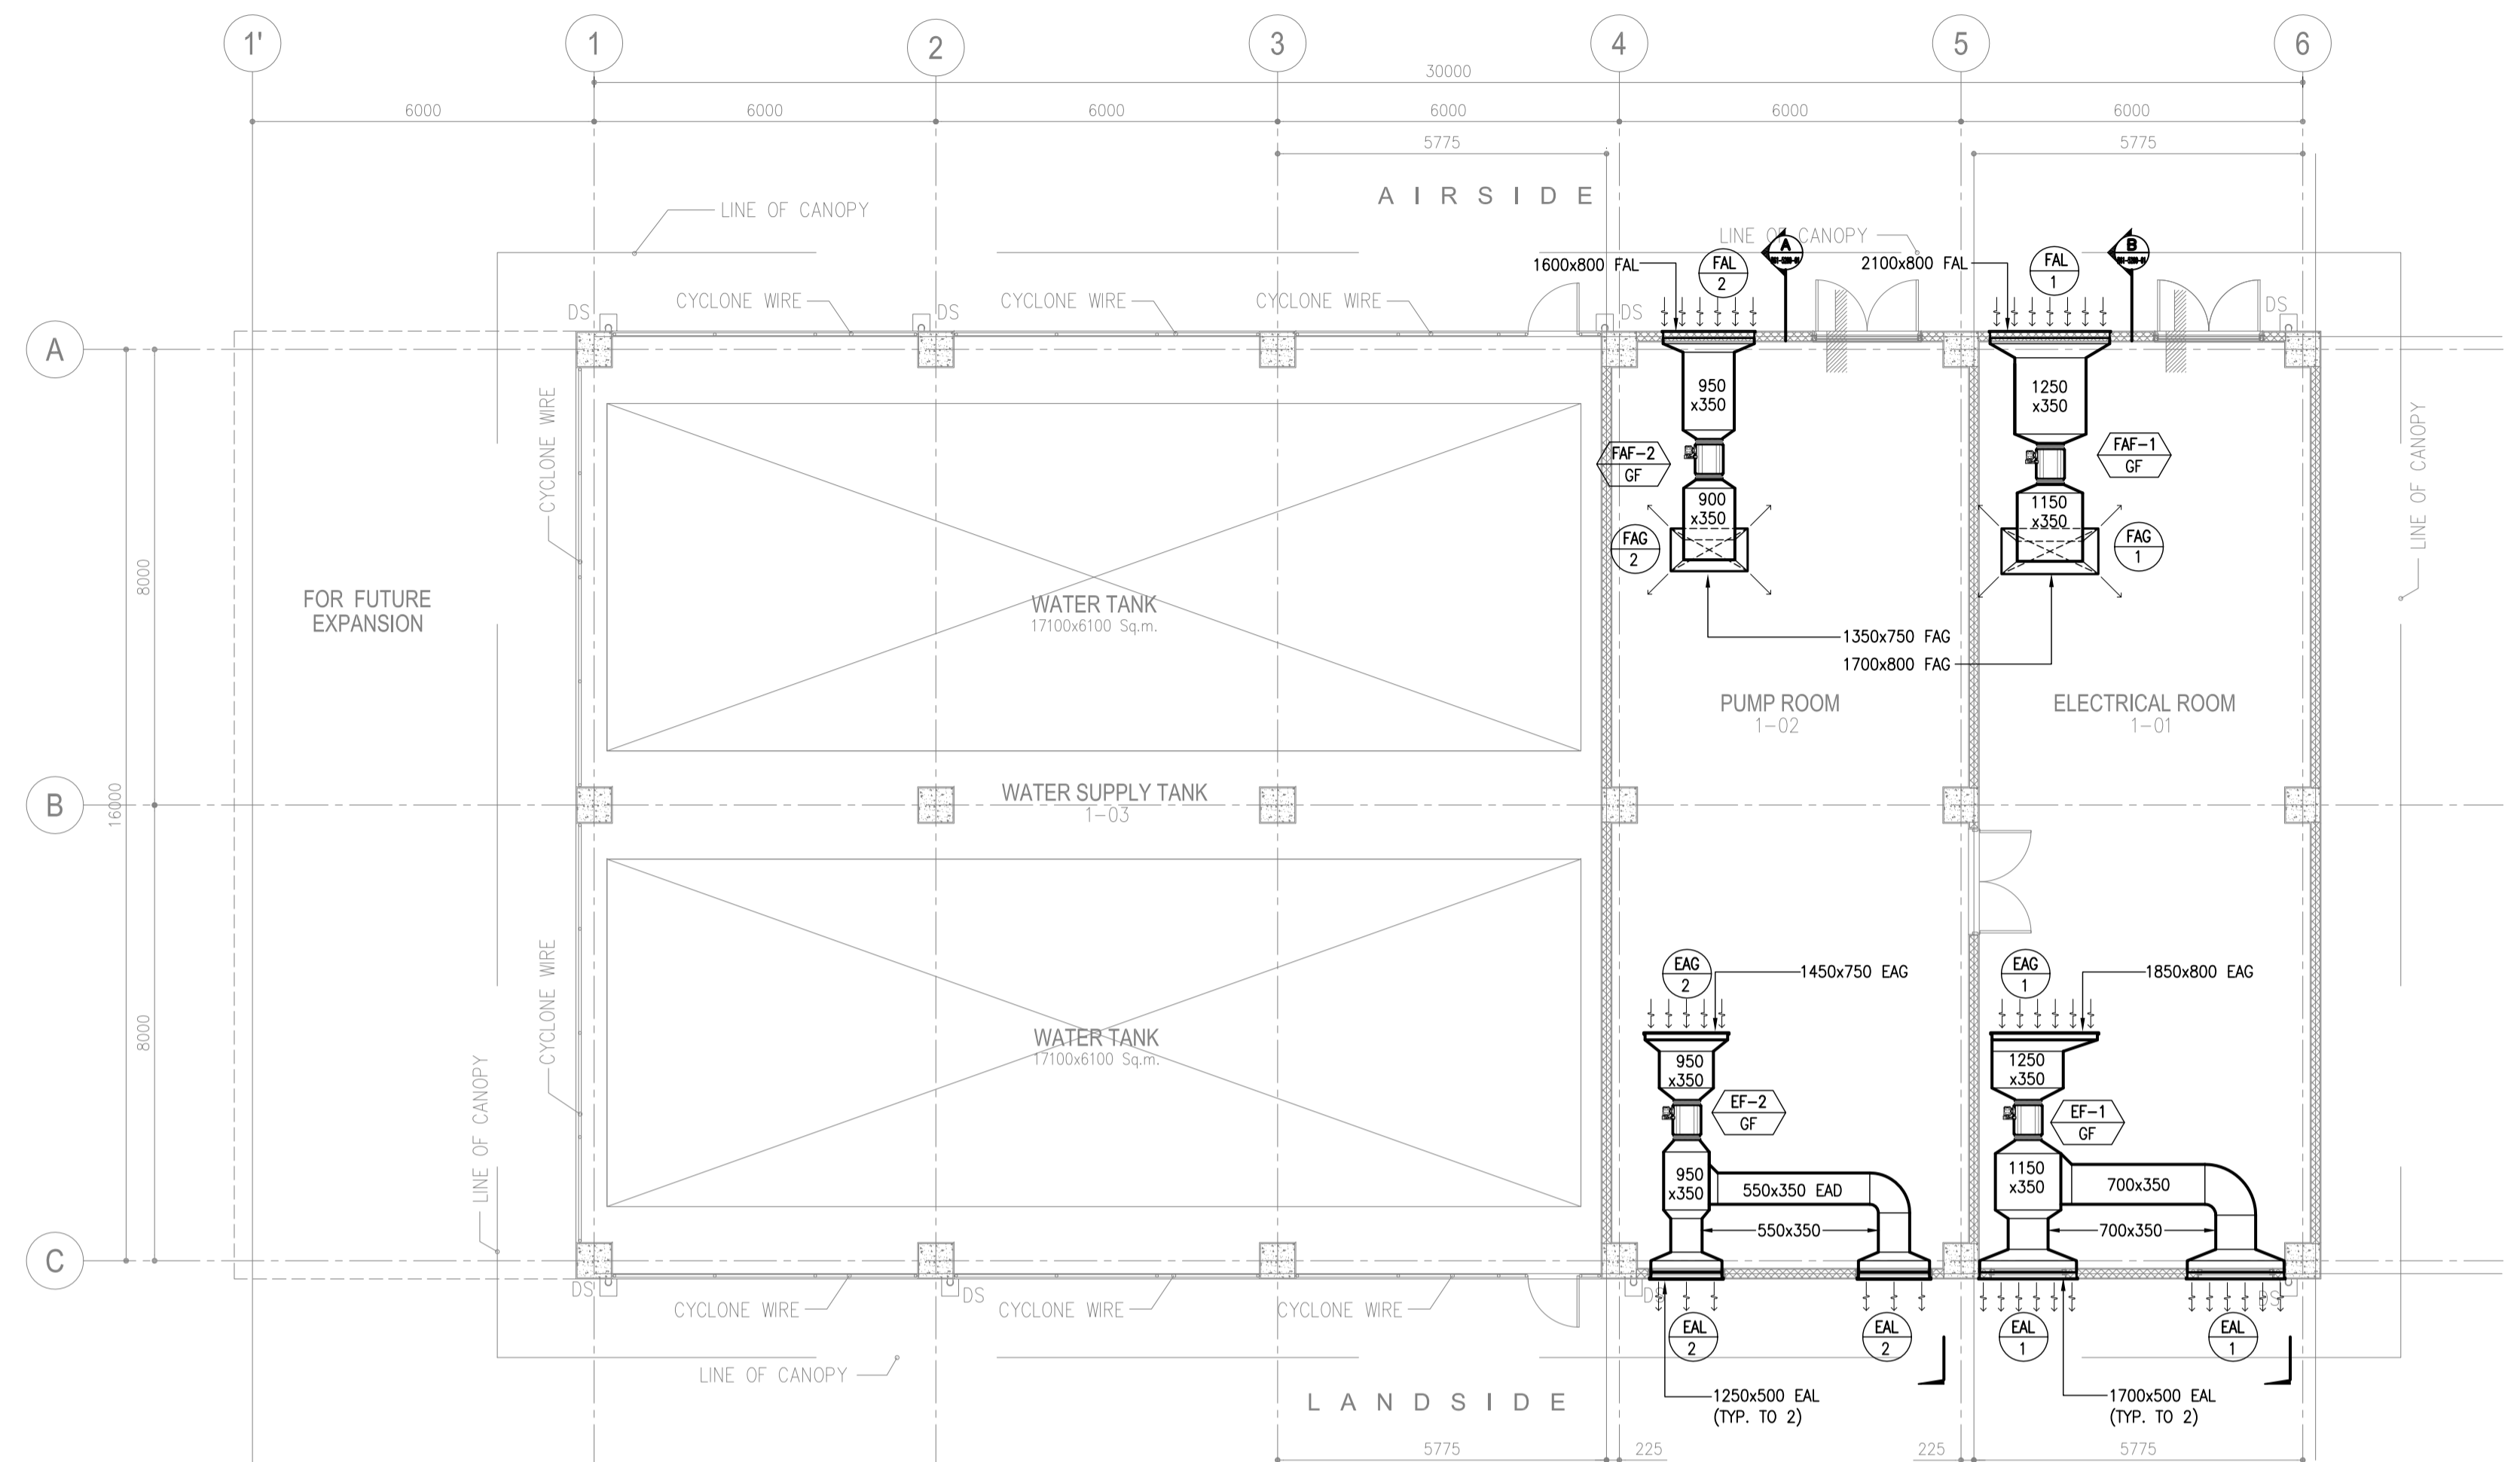 1'
1
2
3
4
5
6
30000
6000
6000
6000
6000
6000
6000
5775
5775
A I R S I D E
LINE OF CANOPY
LINE OF CANOPY
A
B
1600x800 FAL
FAL
2
2100x800 FAL
FAL
1
DS
CYCLONE WIRE
DS
CYCLONE WIRE
CYCLONE WIRE
DS
DS
A
950
x350
1250
x350
CYCLONE WIRE
LINE OF CANOPY
FAF-2
GF
FAF-1
GF
900
x350
1150
x350
FAG
2
FAG
1
8000
FOR FUTURE
EXPANSION
WATER TANK
17100x6100 Sq.m.
1350x750 FAG
1700x800 FAG
PUMP ROOM
1-02
ELECTRICAL ROOM
1-01
B
16000
WATER SUPPLY TANK
1-03
EAG
2
1450x750 EAG
EAG
1
1850x800 EAG
CYCLONE WIRE
8000
WATER TANK
17100x6100 Sq.m.
950
x350
1250
x350
LINE OF CANOPY
EF-2
GF
EF-1
GF
950
x350
550x350 EAD
1150
x350
700x350
550x350
700x350
C
DS
DS
DS
DS
CYCLONE WIRE
CYCLONE WIRE
CYCLONE WIRE
EAL
2
EAL
2
EAL
1
EAL
1
LINE OF CANOPY
L A N D S I D E
1250x500 EAL
(TYP. TO 2)
1700x500 EAL
(TYP. TO 2)
5775
225
225
5775